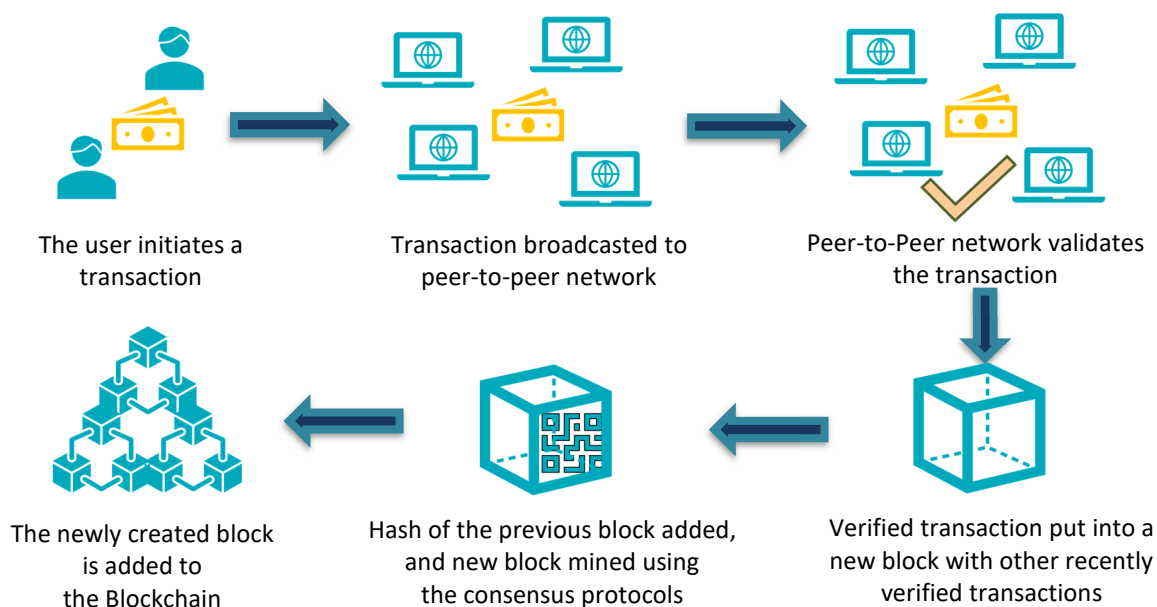 The user initiates a
transaction
Transaction broadcasted to
peer-to-peer network
Peer-to-Peer network validates
the transaction
Verified transaction put into a
new block with other recently
verified transactions
Hash of the previous block added,
and new block mined using
the consensus protocols
The newly created block
is added to
the Blockchain